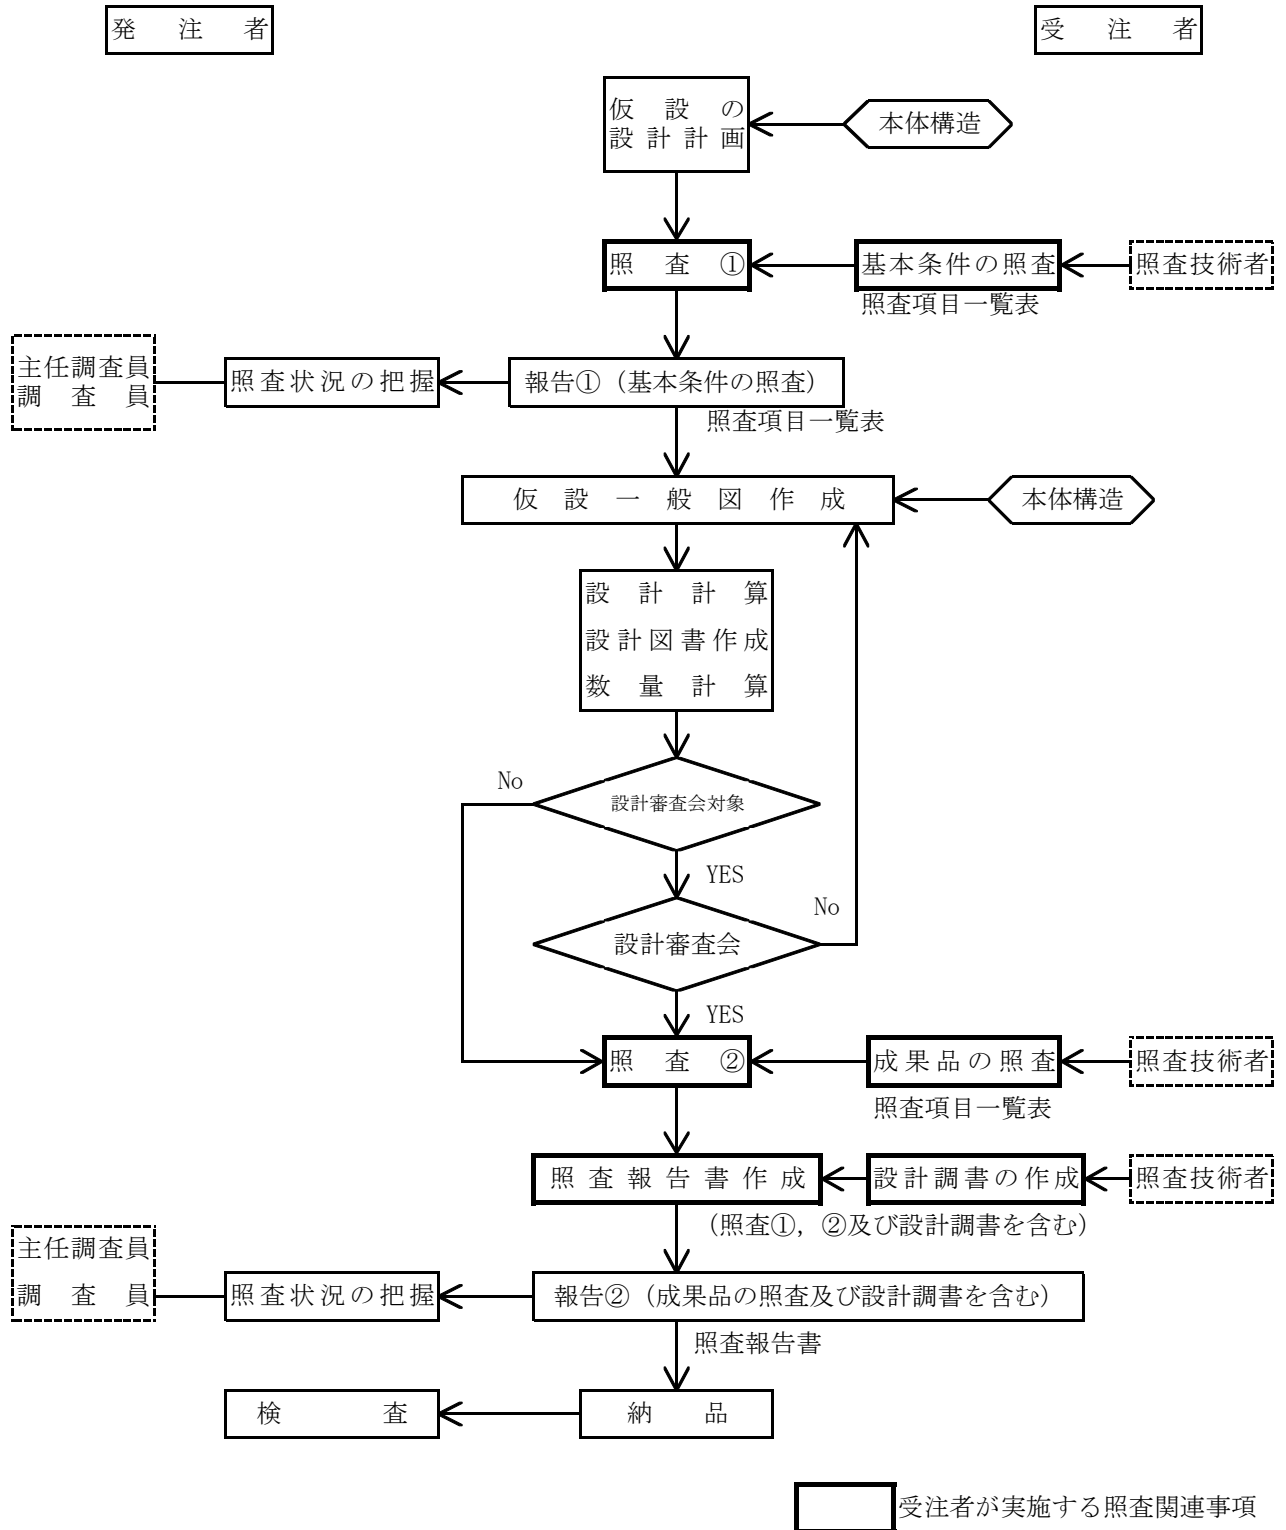 発注者
受注者
仮設の
設計計画
本体構造
照査①
基本条件の照査
照査技術者
照査項目一覧表
主任調査員
調査員
照査状況の把握
報告①（基本条件の照査）
照査項目一覧表
仮設一般図作成
本体構造
設計計算
設計図書作成
数量計算
No
設計審査会対象
YES
No
設計審査会
YES
照査②
成果品の照査
照査技術者
照査項目一覧表
照査報告書作成
設計調書の作成
照査技術者
（照査①，②及び設計調書を含む）
主任調査員
調査員
照査状況の把握
報告②（成果品の照査及び設計調書を含む）
照査報告書
検査
納品
受注者が実施する照査関連事項